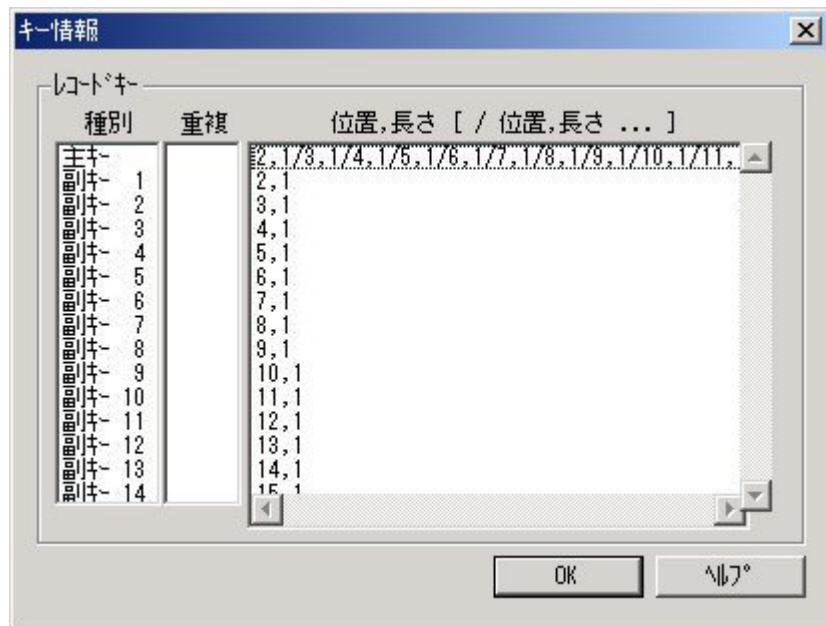 キー情報
ﾚｺｰﾄﾞｷｰ
種別 重複 位置,長さ [ / 位置,長さ ... ]
主ｷｰ 2,1/3,1/4,1/5,1/6,1/7,1/8,1/9,1/10,1/11,
副ｷｰ 1 2,1
副ｷｰ 2 3,1
副ｷｰ 3 4,1
副ｷｰ 4 5,1
副ｷｰ 5 6,1
副ｷｰ 6 7,1
副ｷｰ 7 8,1
副ｷｰ 8 9,1
副ｷｰ 9 10,1
副ｷｰ 10 11,1
副ｷｰ 11 12,1
副ｷｰ 12 13,1
副ｷｰ 13 14,1
副ｷｰ 14 15,1
OK ﾍﾙﾌﾟ